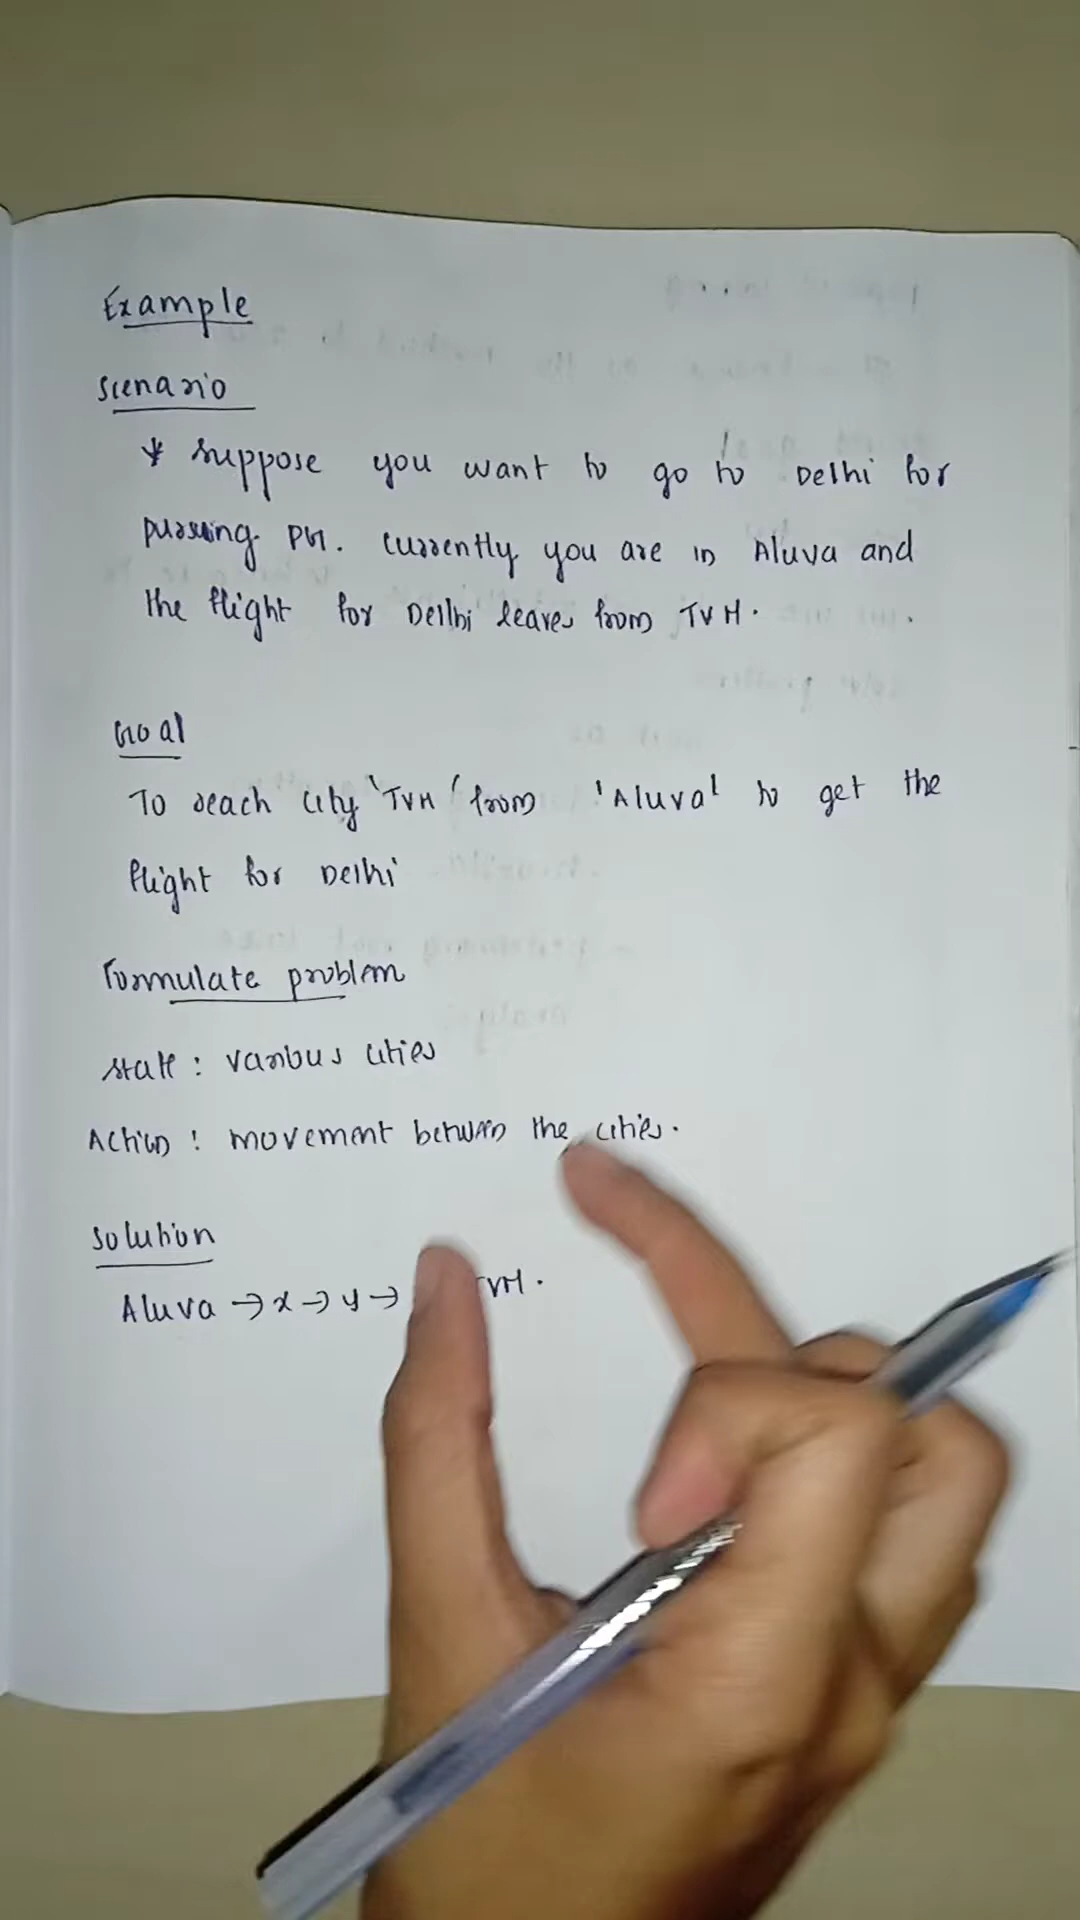 Example
Scenario
* Suppose you want to go to Delhi for
pursuing PG. Currently you are in Aluva and
the flight for Delhi leaves from TVM.
Goal
To reach city 'TVM' from 'Aluva' to get the
flight for Delhi
Formulate problem
State : Various cities
Action : movement between the cities.
Solution
Aluva → x → y → TVM.